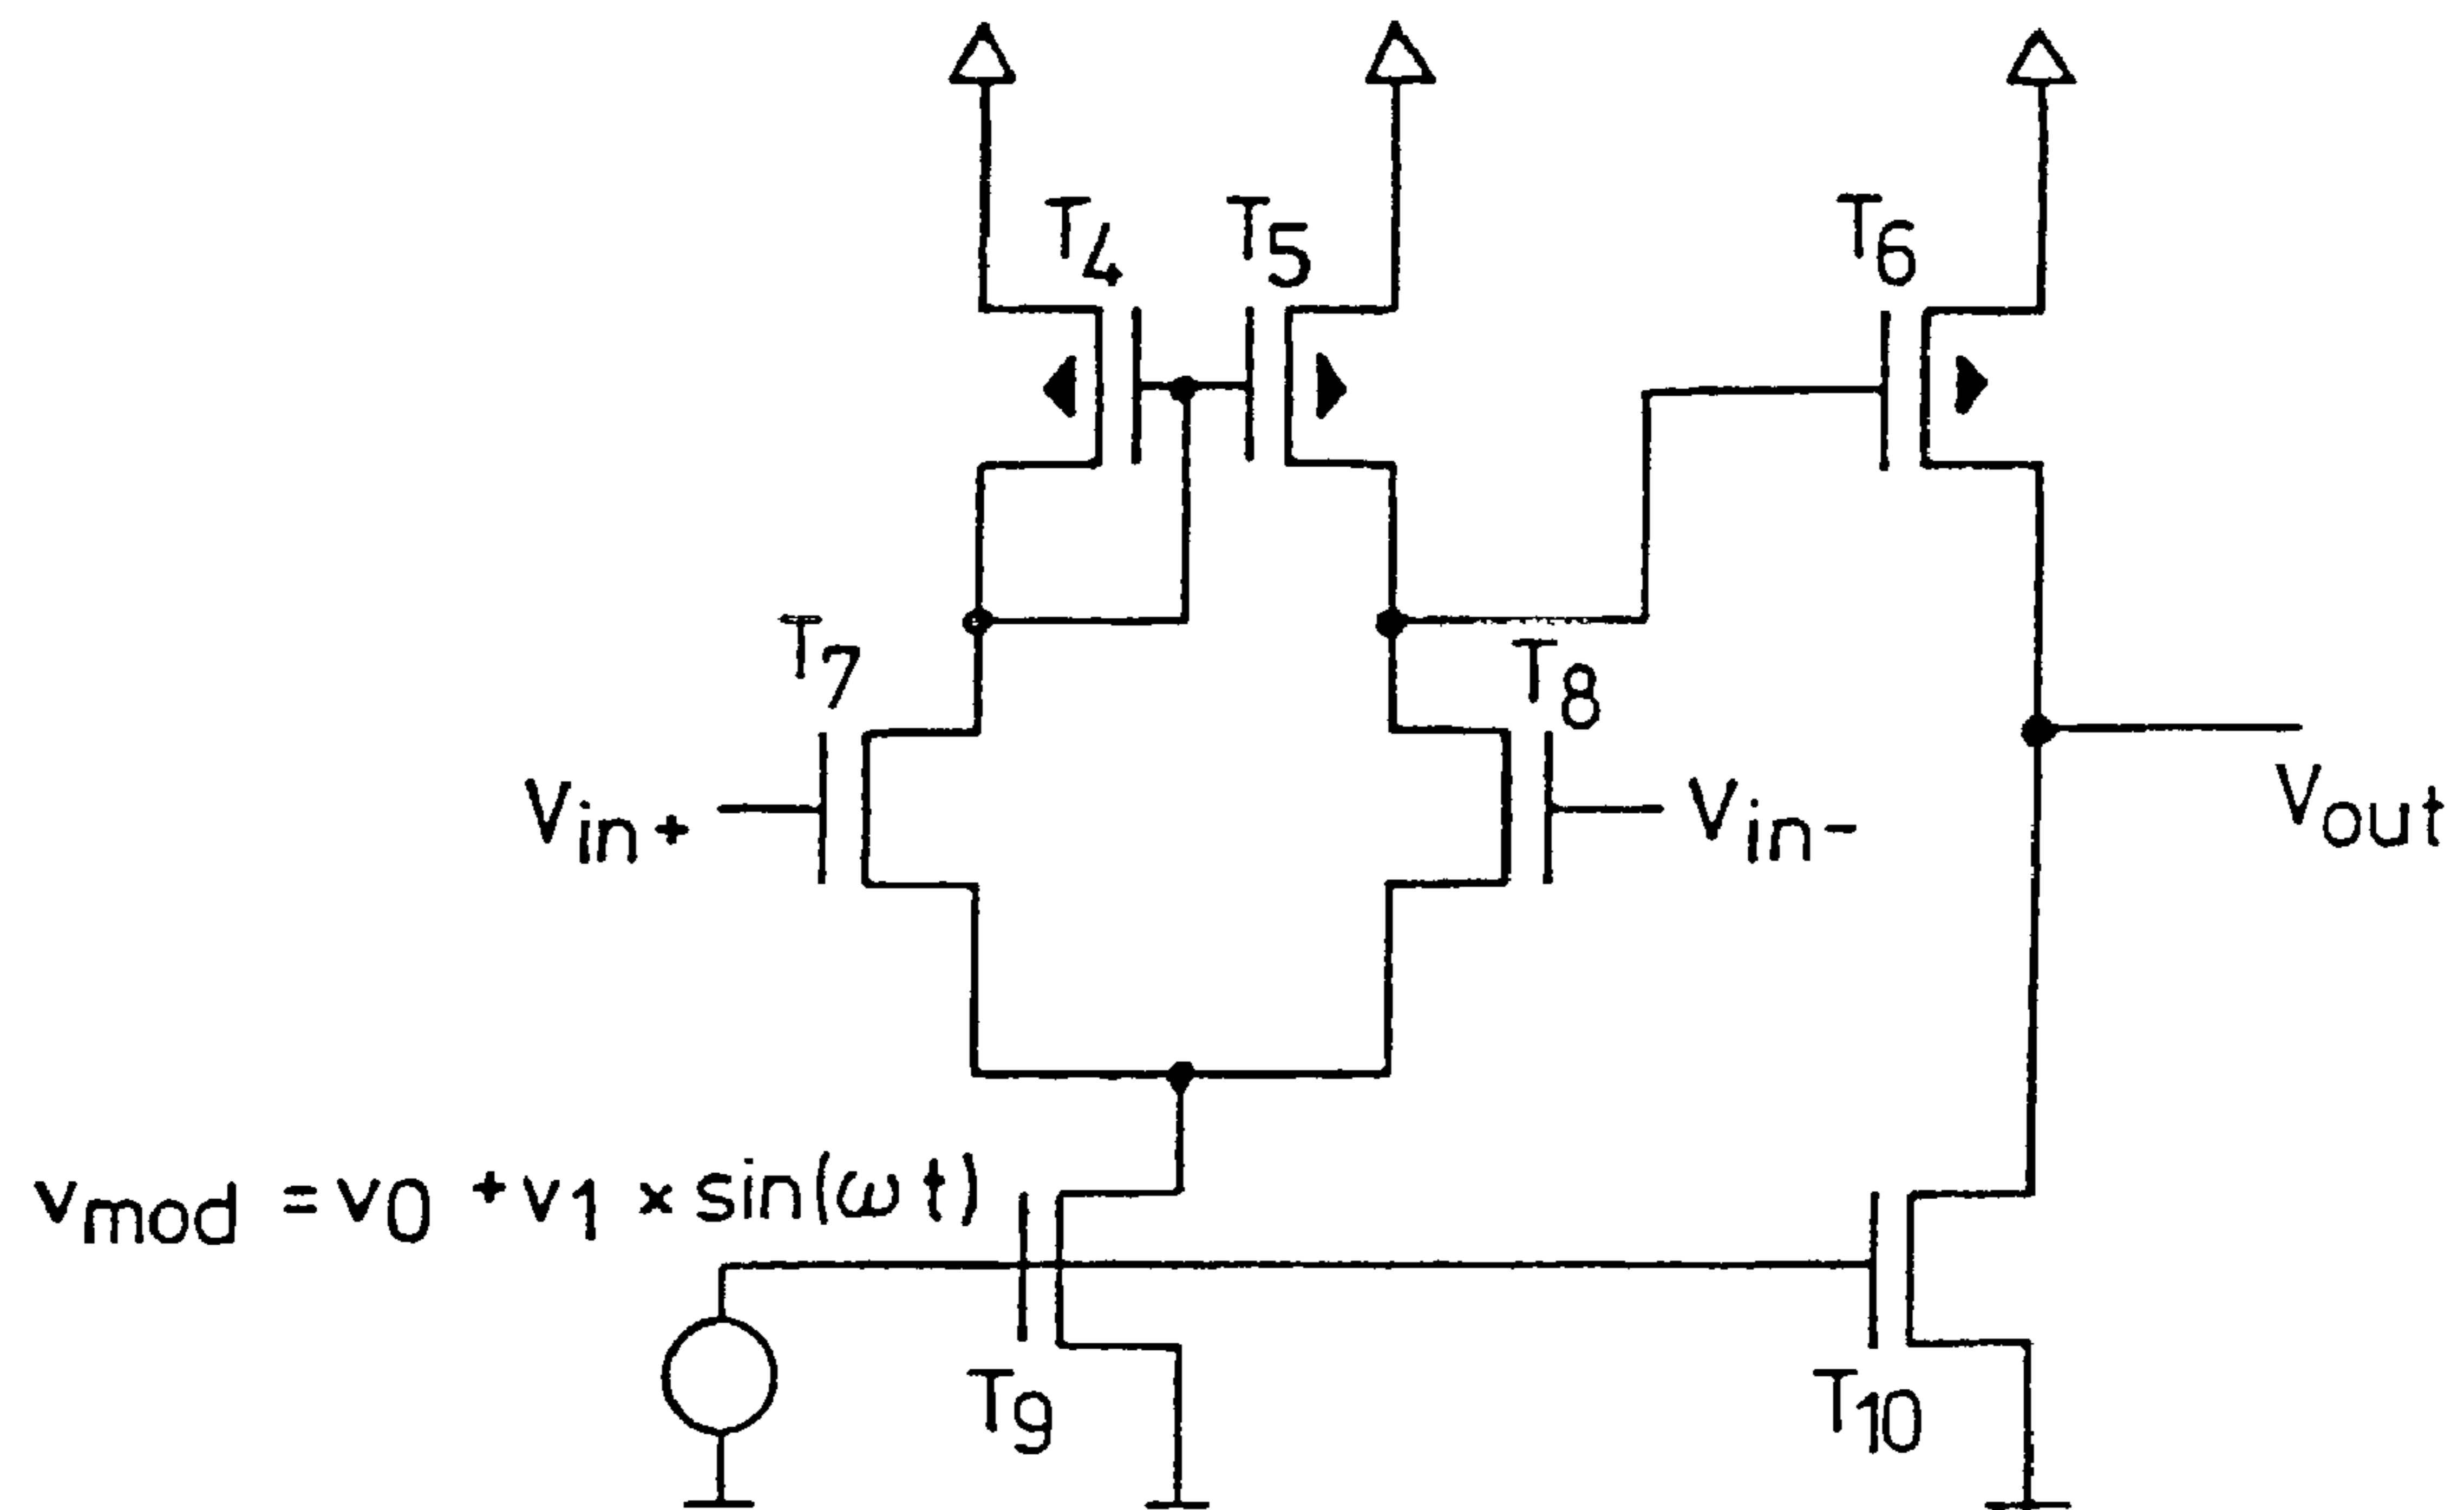 T4 T5 T6
T7 T8
Vin+ Vin- Vout
vmod = v0 + v1 × sin(ω t)
T9 T10